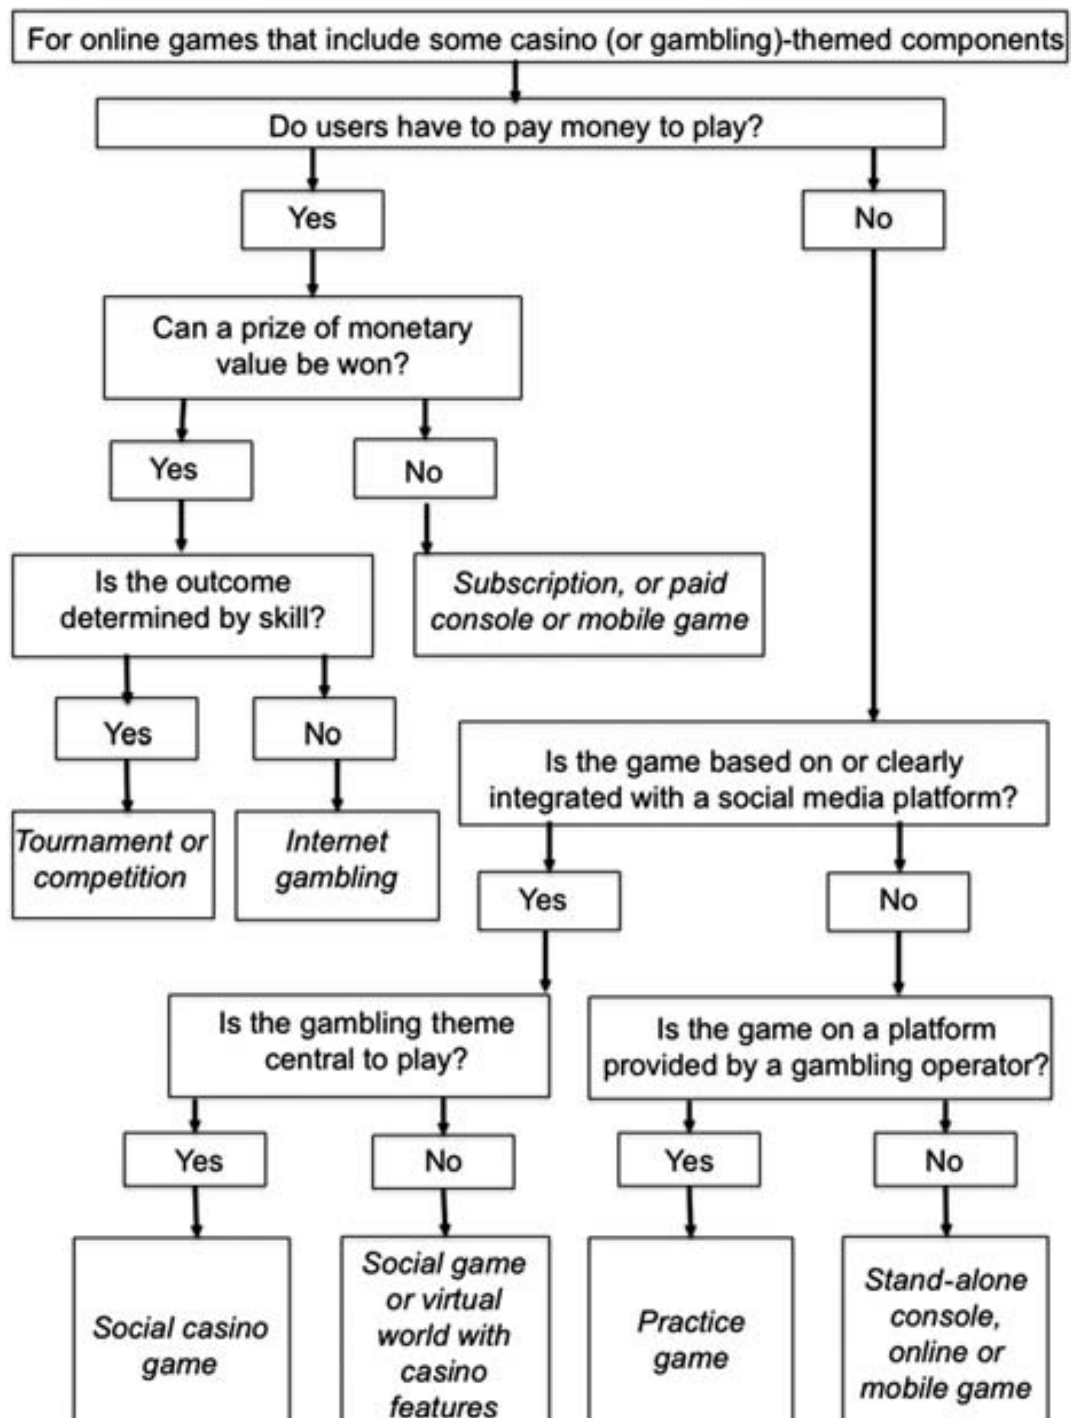 For online games that include some casino (or gambling)-themed components
Do users have to pay money to play?
Yes
No
Can a prize of monetary
value be won?
Yes
No
Is the outcome
determined by skill?
Subscription, or paid
console or mobile game
Yes
No
Is the game based on or clearly
integrated with a social media platform?
Tournament or
competition
Internet
gambling
Yes
No
Is the gambling theme
central to play?
Is the game on a platform
provided by a gambling operator?
Yes
No
Yes
No
Social casino
game
Social game
or virtual
world with
casino
features
Practice
game
Stand-alone
console,
online or
mobile game